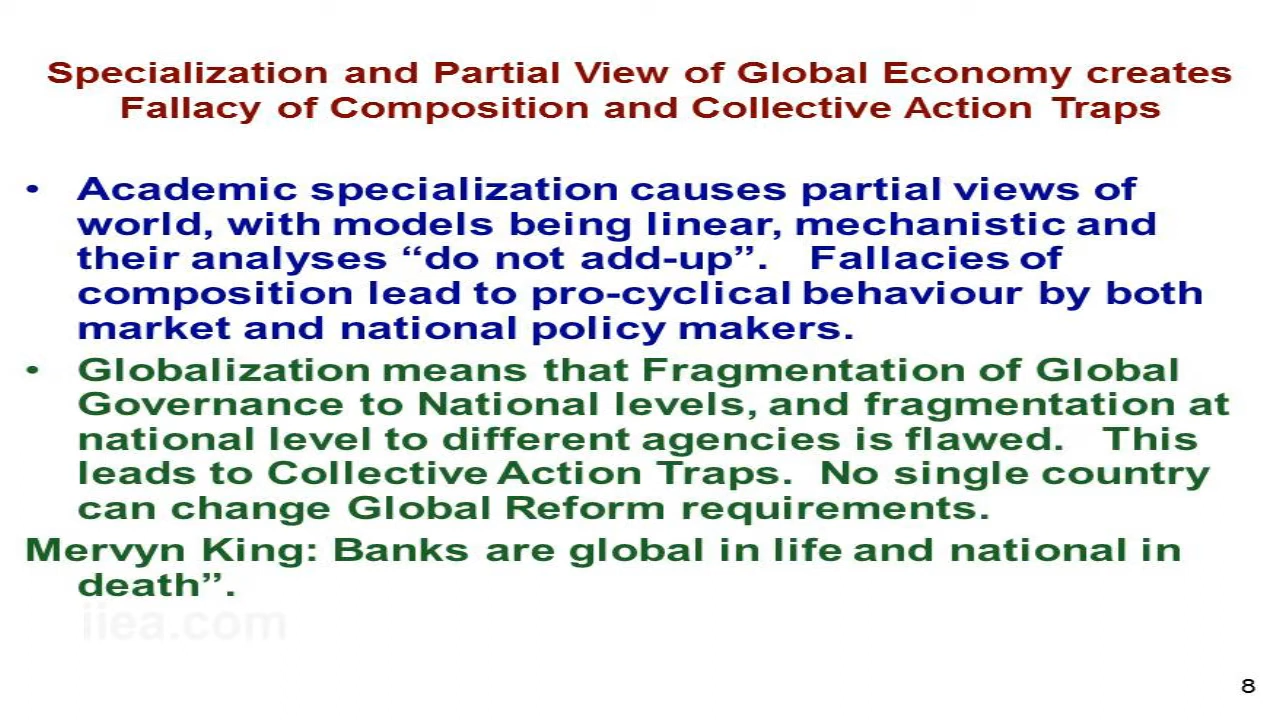 Specialization and Partial View of Global Economy creates
Fallacy of Composition and Collective Action Traps
• Academic specialization causes partial views of
world, with models being linear, mechanistic and
their analyses “do not add-up”. Fallacies of
composition lead to pro-cyclical behaviour by both
market and national policy makers.
• Globalization means that Fragmentation of Global
Governance to National levels, and fragmentation at
national level to different agencies is flawed. This
leads to Collective Action Traps. No single country
can change Global Reform requirements.
Mervyn King: Banks are global in life and national in
death”.
iiea.com
8